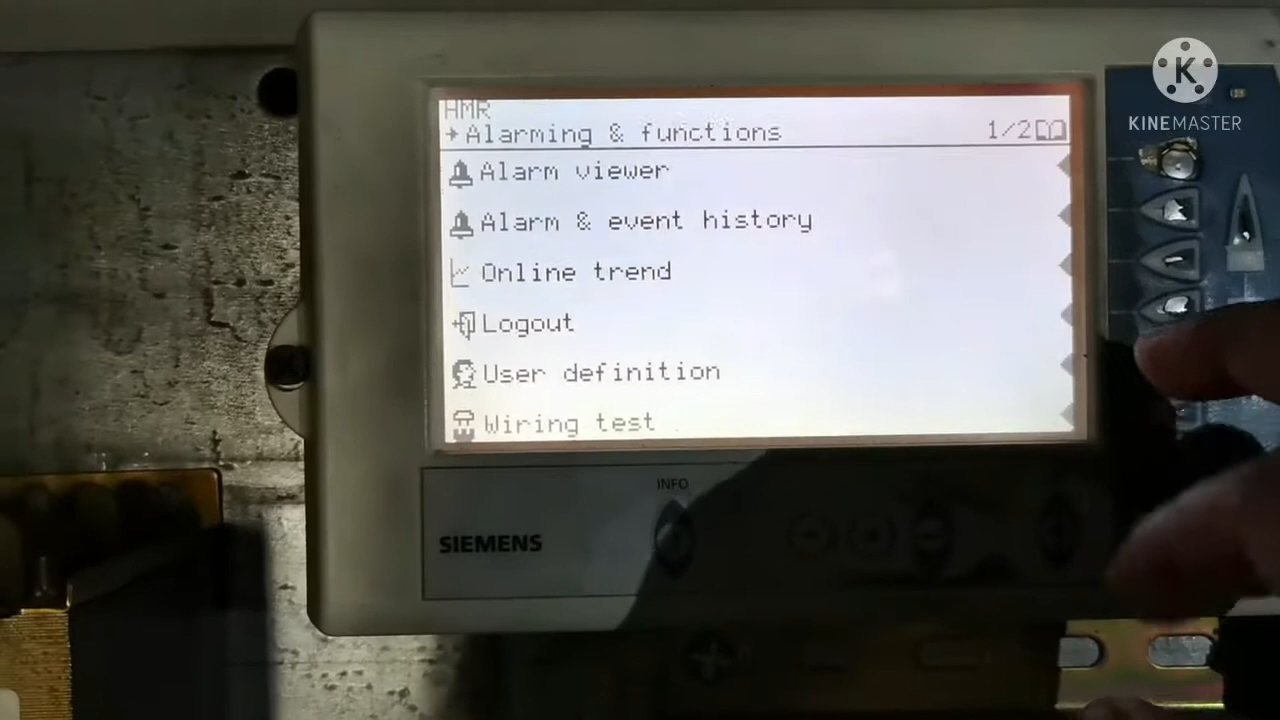 HMR
Alarming & functions 1/2
Alarm viewer
Alarm & event history
Online trend
Logout
User definition
Wiring test
INFO
SIEMENS
K
KINEMASTER